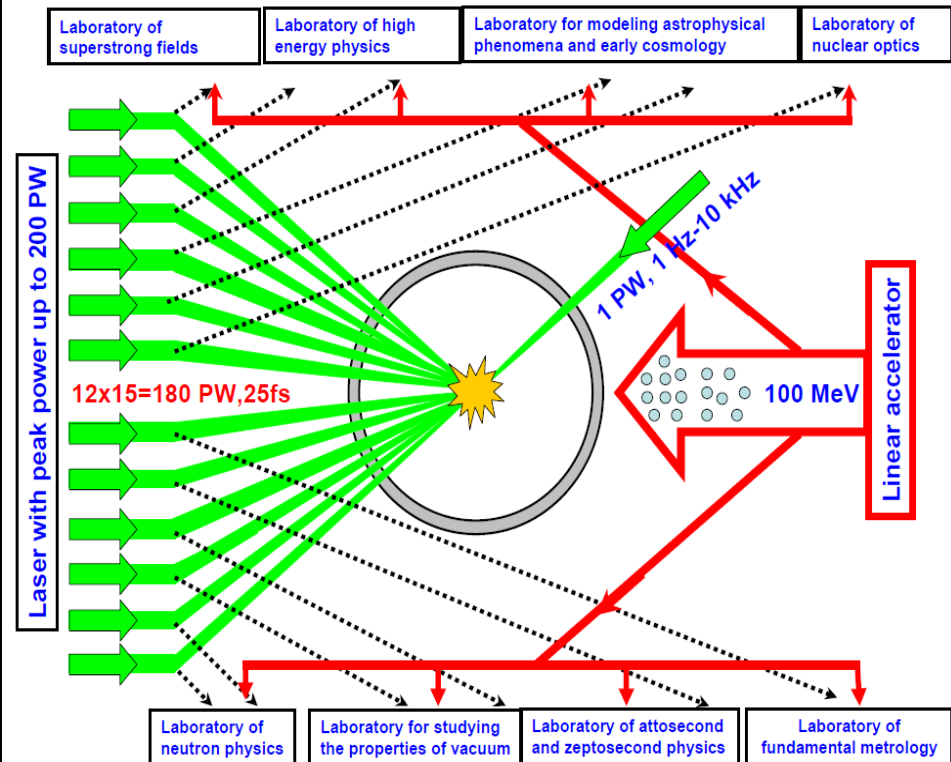 Laboratory of
superstrong fields
Laboratory of high
energy physics
Laboratory for modeling astrophysical
phenomena and early cosmology
Laboratory of
nuclear optics
Laser with peak power up to 200 PW
1 PW, 1 Hz-10 kHz
12x15=180 PW,25fs
100 MeV
Linear accelerator
Laboratory of
neutron physics
Laboratory for studying
the properties of vacuum
Laboratory of attosecond
and zeptosecond physics
Laboratory of
fundamental metrology